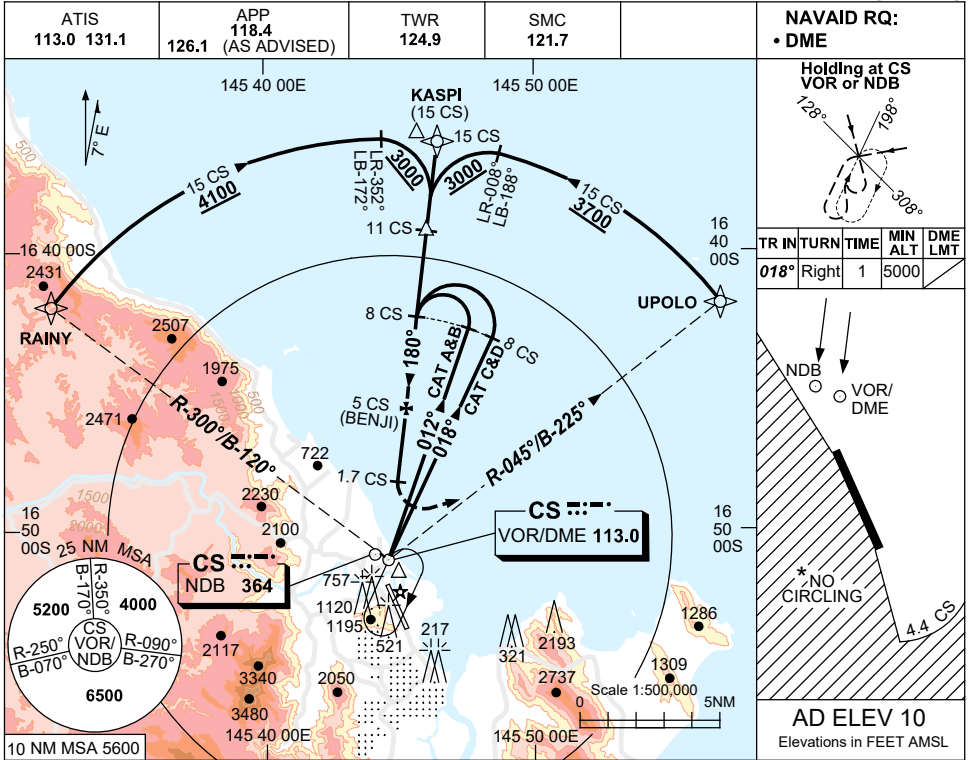 ATIS
113.0 131.1
APP
118.4
126.1 (AS ADVISED)
TWR
124.9
SMC
121.7
NAVAID RQ:
• DME
Holding at CS
VOR or NDB
128°
198°
308°
TR IN TURN TIME MIN ALT DME LMT
018° Right 1 5000
NDB
VOR/
DME
* NO
CIRCLING
4.4 CS
AD ELEV 10
Elevations in FEET AMSL
145 40 00E
145 50 00E
7° E
500
KASPI
(15 CS)
15 CS
15 CS
4100
LR-352°
LB-172°
3000
3000
LR-008°
LB-188°
15 CS
3700
11 CS
16 40 00S
16
40
00S
2431
RAINY
UPOLO
2507
8 CS
8 CS
180°
CAT A&B
CAT C&D
012°
018°
1975
500
1000
1500
2471
5 CS
(BENJI)
R-300°/B-120°
R-045°/B-225°
722
1.7 CS
1500
2000
2230
2100
16
50
00S
16
50
00S
CS
VOR/DME 113.0
CS
NDB 364
25 NM MSA
R-350°
B-170°
5200
4000
CS
VOR/
NDB
R-250°
B-070°
R-090°
B-270°
6500
757
1120
1195
521
217
321
2193
1286
2117
3340
3480
2050
2737
1309
Scale 1:500,000
0
5NM
10 NM MSA 5600
145 40 00E
145 50 00E